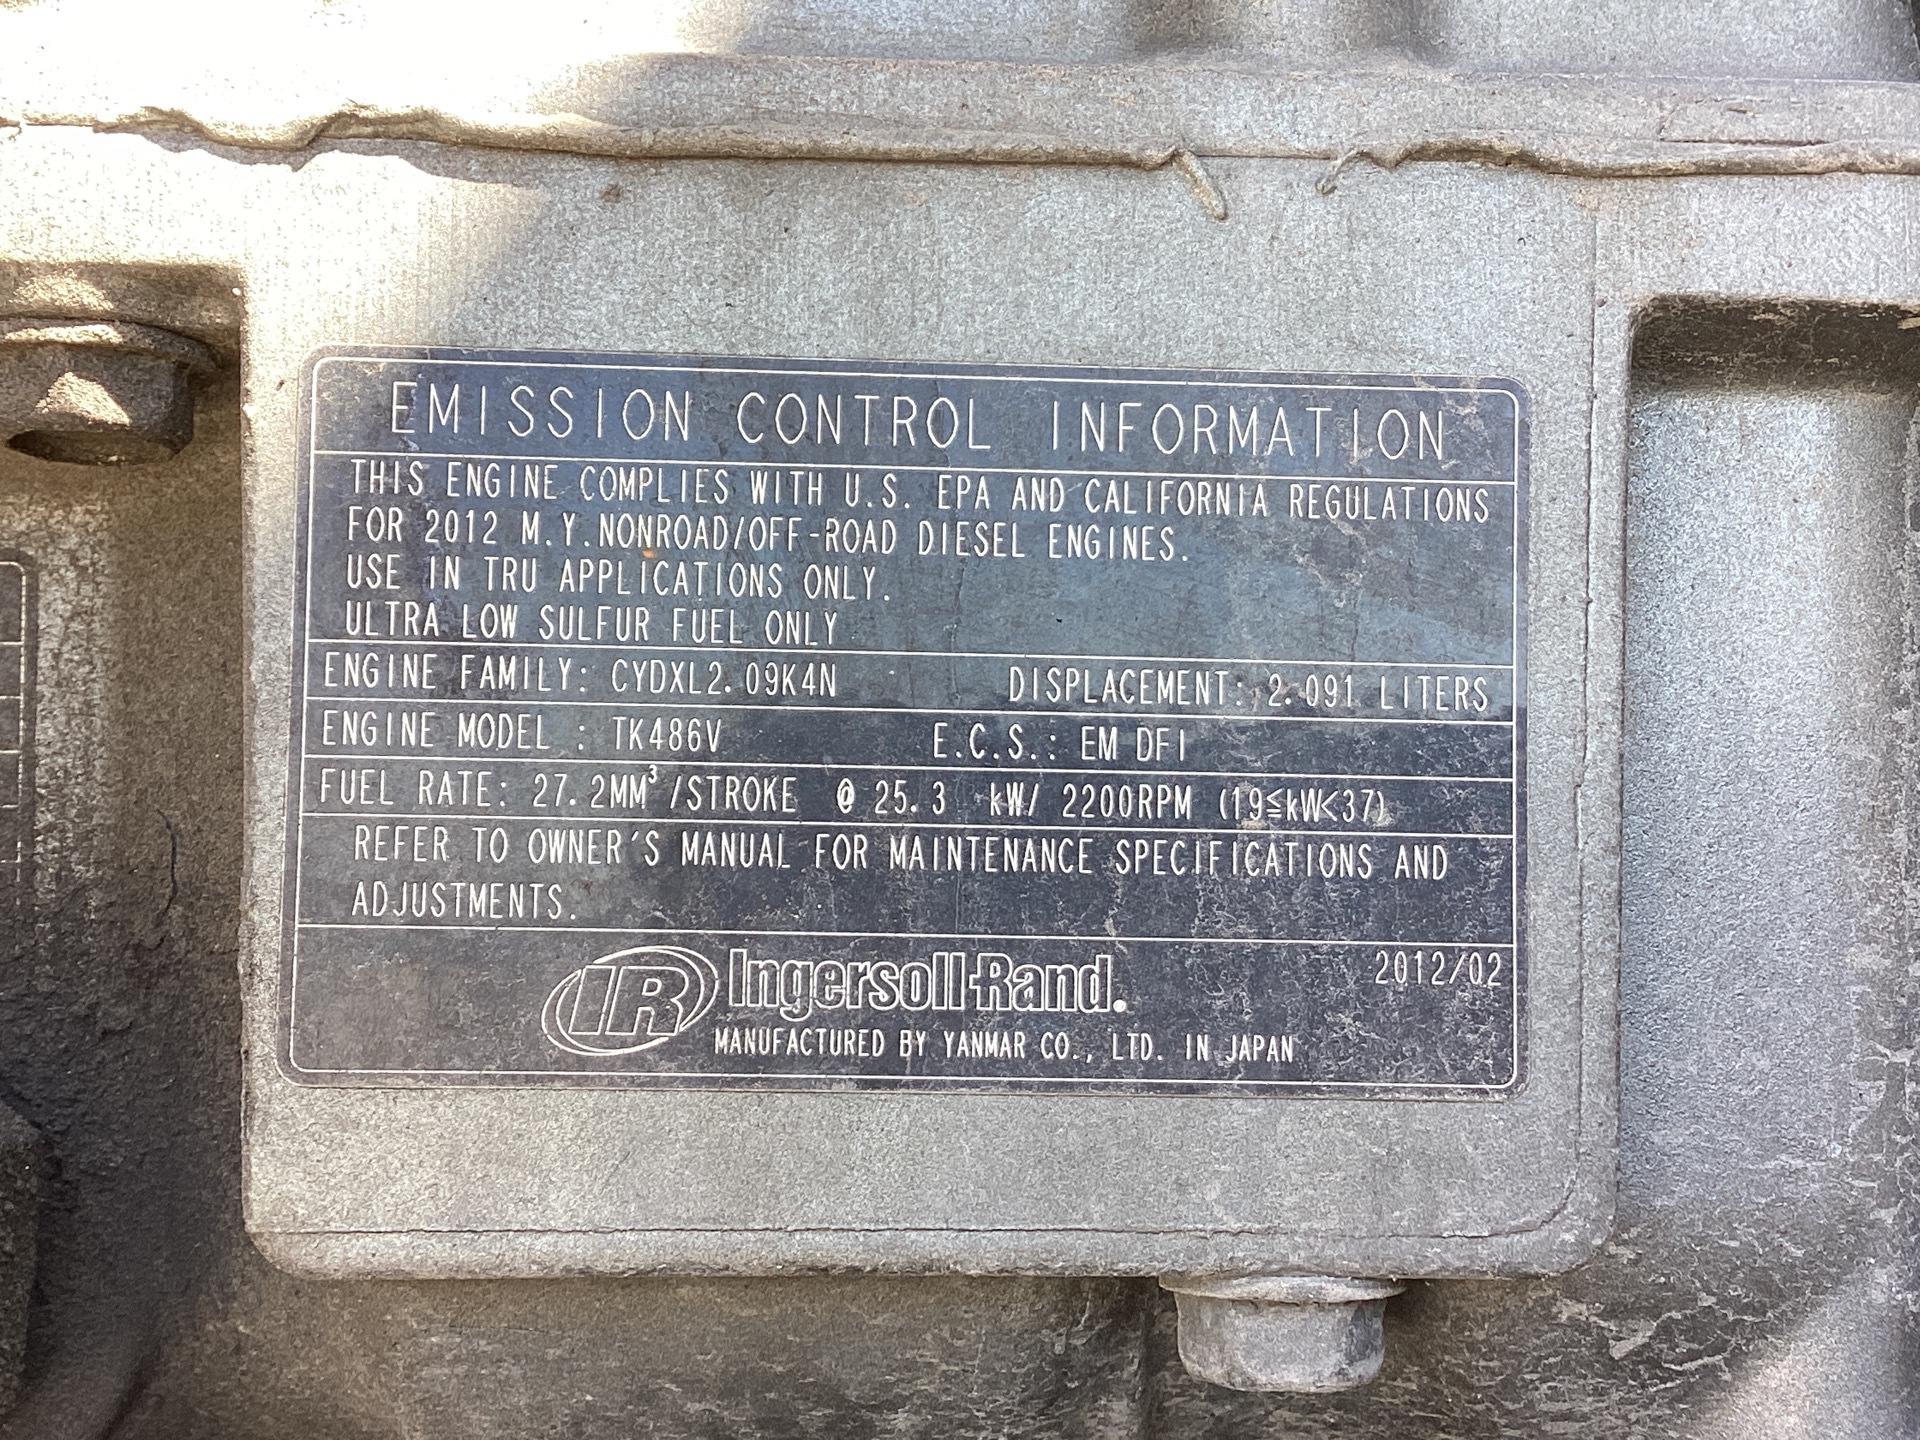 EMISSION CONTROL INFORMATION
THIS ENGINE COMPLIES WITH U.S. EPA AND CALIFORNIA REGULATIONS
FOR 2012 M.Y. NONROAD/OFF-ROAD DIESEL ENGINES.
USE IN TRU APPLICATIONS ONLY.
ULTRA LOW SULFUR FUEL ONLY
ENGINE FAMILY: CYDXL2.09K4N DISPLACEMENT: 2.091 LITERS
ENGINE MODEL : TK486V E.C.S.: EM DFI
FUEL RATE: 27.2MM³/STROKE @ 25.3 kW/ 2200RPM (19≦kW<37)
REFER TO OWNER'S MANUAL FOR MAINTENANCE SPECIFICATIONS AND
ADJUSTMENTS.
IR Ingersoll-Rand. 2012/02
MANUFACTURED BY YANMAR CO., LTD. IN JAPAN